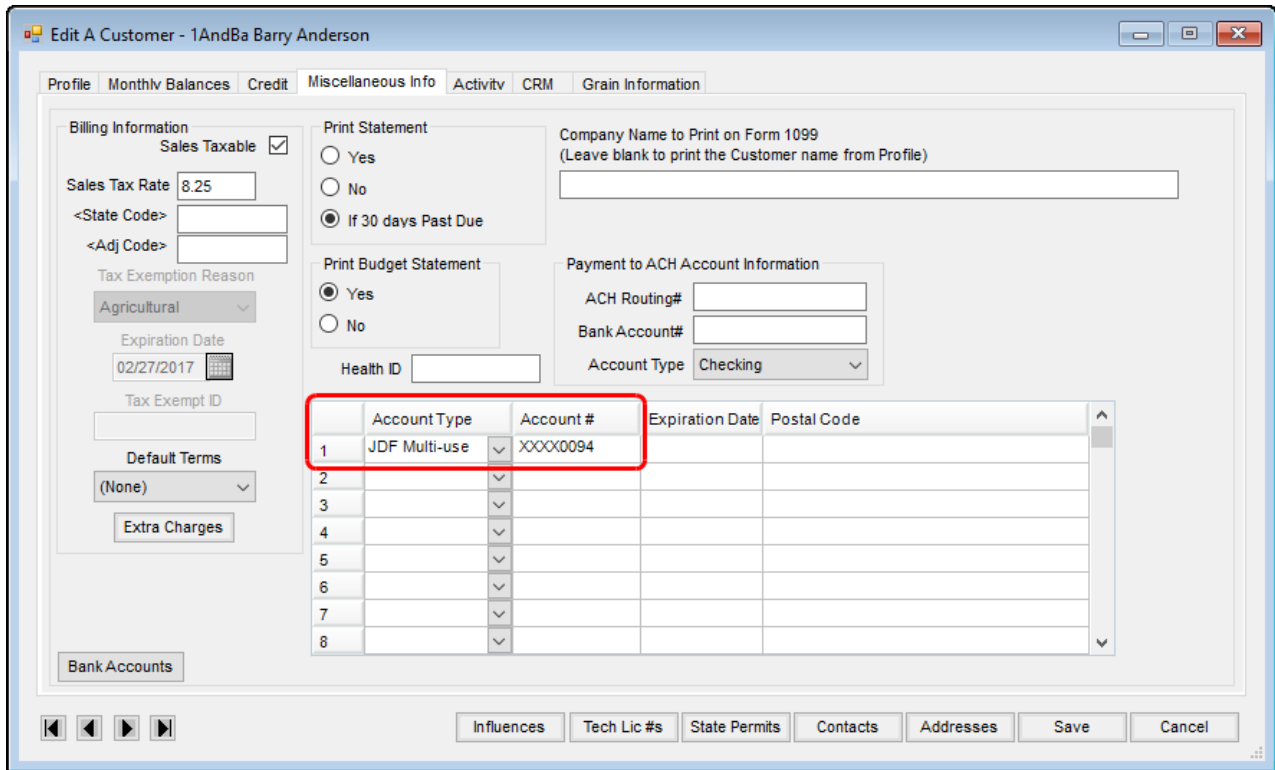 Edit A Customer - 1AndBa Barry Anderson
Profile Monthly Balances Credit Miscellaneous Info Activity CRM Grain Information
Billing Information
Sales Taxable
Sales Tax Rate 8.25
<State Code>
<Adj Code>
Tax Exemption Reason
Agricultural
Expiration Date
02/27/2017
Tax Exempt ID
Default Terms
(None)
Extra Charges
Bank Accounts
Print Statement
Yes
No
If 30 days Past Due
Print Budget Statement
Yes
No
Health ID
Company Name to Print on Form 1099
(Leave blank to print the Customer name from Profile)
Payment to ACH Account Information
ACH Routing#
Bank Account#
Account Type Checking
Account Type Account # Expiration Date Postal Code
1 JDF Multi-use XXXX0094
2
3
4
5
6
7
8
Influences Tech Lic #s State Permits Contacts Addresses Save Cancel